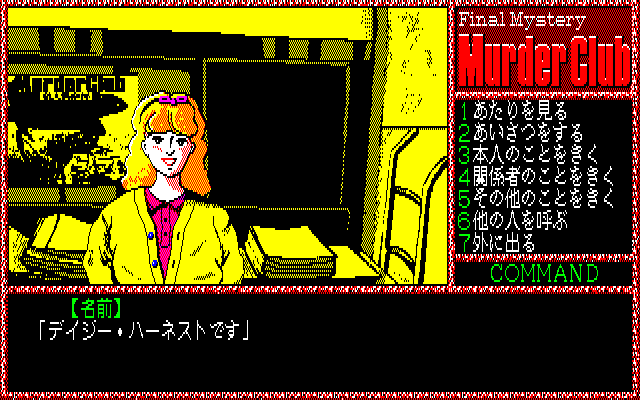 Final Mystery
Murder Club
Murder Club
1 あたりを見る
2 あいさつをする
3 本人のことをきく
4 関係者のことをきく
5 その他のことをきく
6 他の人を呼ぶ
7 外に出る
COMMAND
【名前】
「デイジー・ハーネストです」